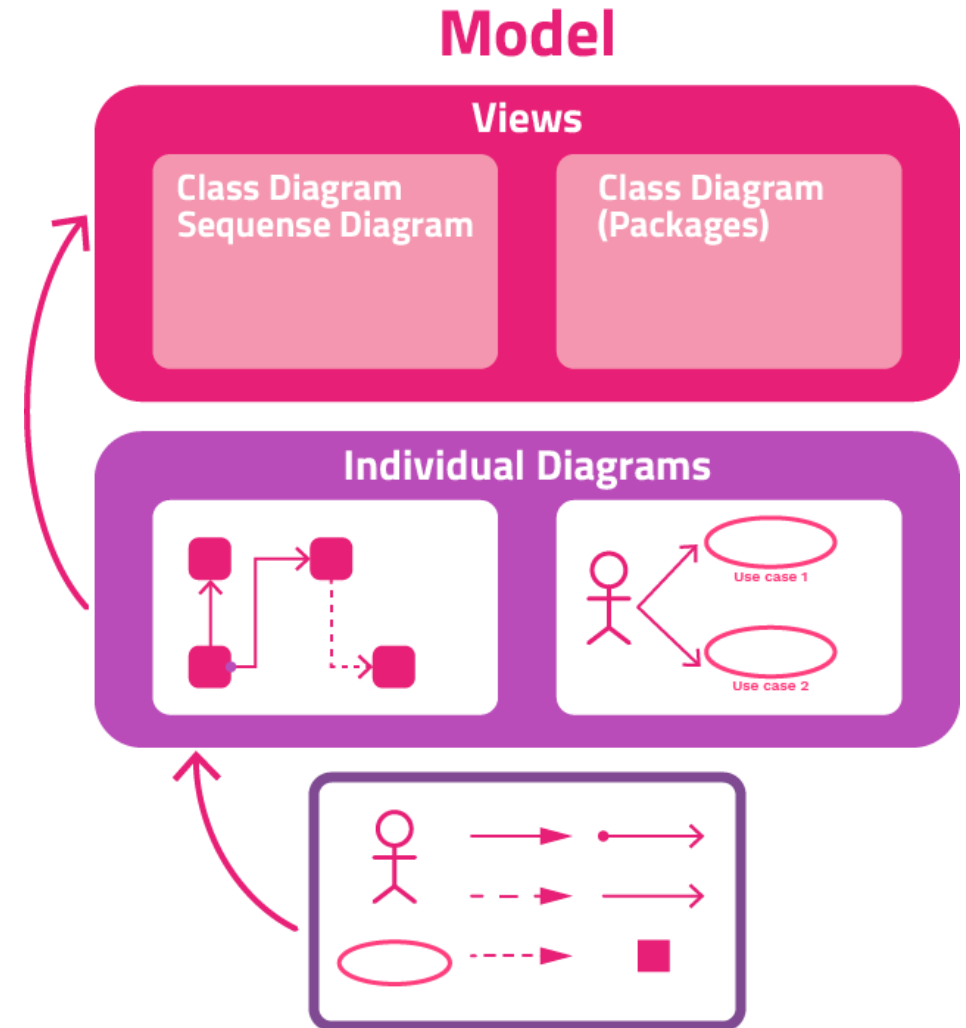 Model
Views
Class Diagram
Sequense Diagram
Class Diagram
(Packages)
Individual Diagrams
Use case 1
Use case 2